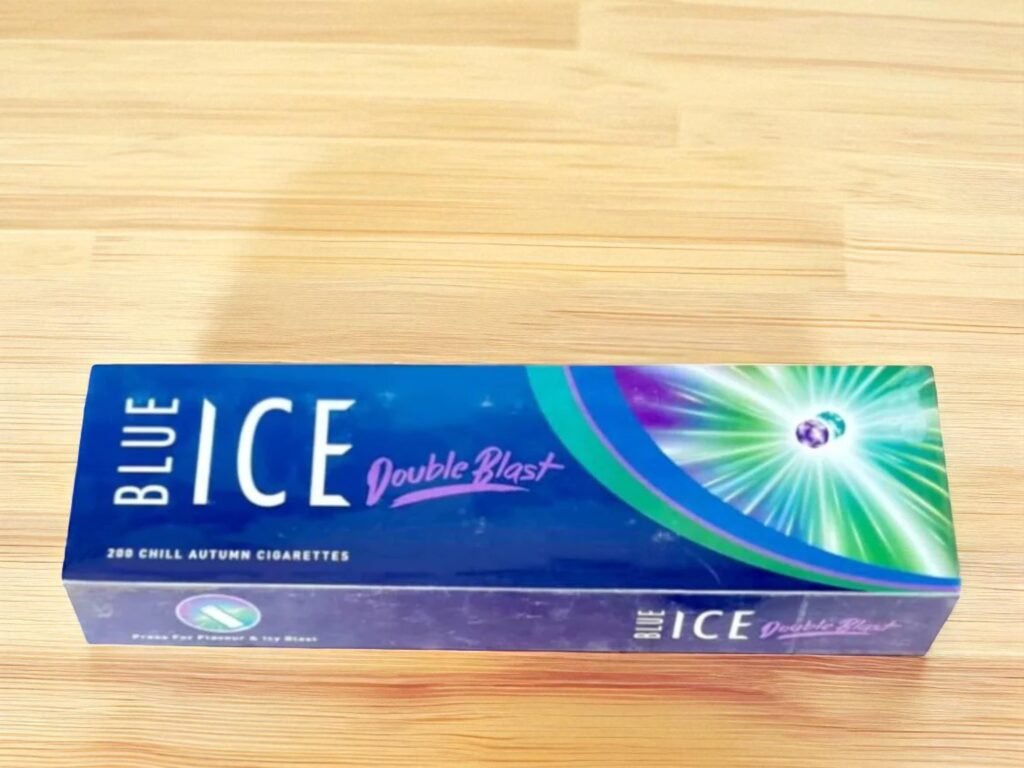 BLUE ICE
Double Blast
200 CHILL AUTUMN CIGARETTES
Press For Flavour & Icy Blast
BLUE ICE Double Blast